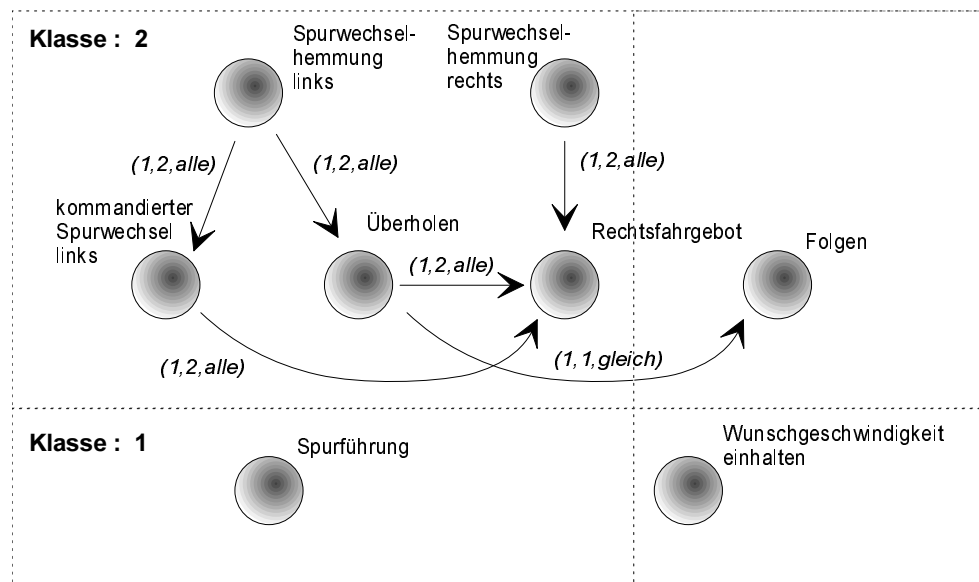 Klasse : 2
Spurwechsel-
hemmung
links
Spurwechsel-
hemmung
rechts
(1,2,alle)
(1,2,alle)
(1,2,alle)
kommandierter
Spurwechsel
links
Überholen
Rechtsfahrgebot
Folgen
(1,2,alle)
(1,2,alle)
(1,1,gleich)
Klasse : 1
Spurführung
Wunschgeschwindigkeit
einhalten